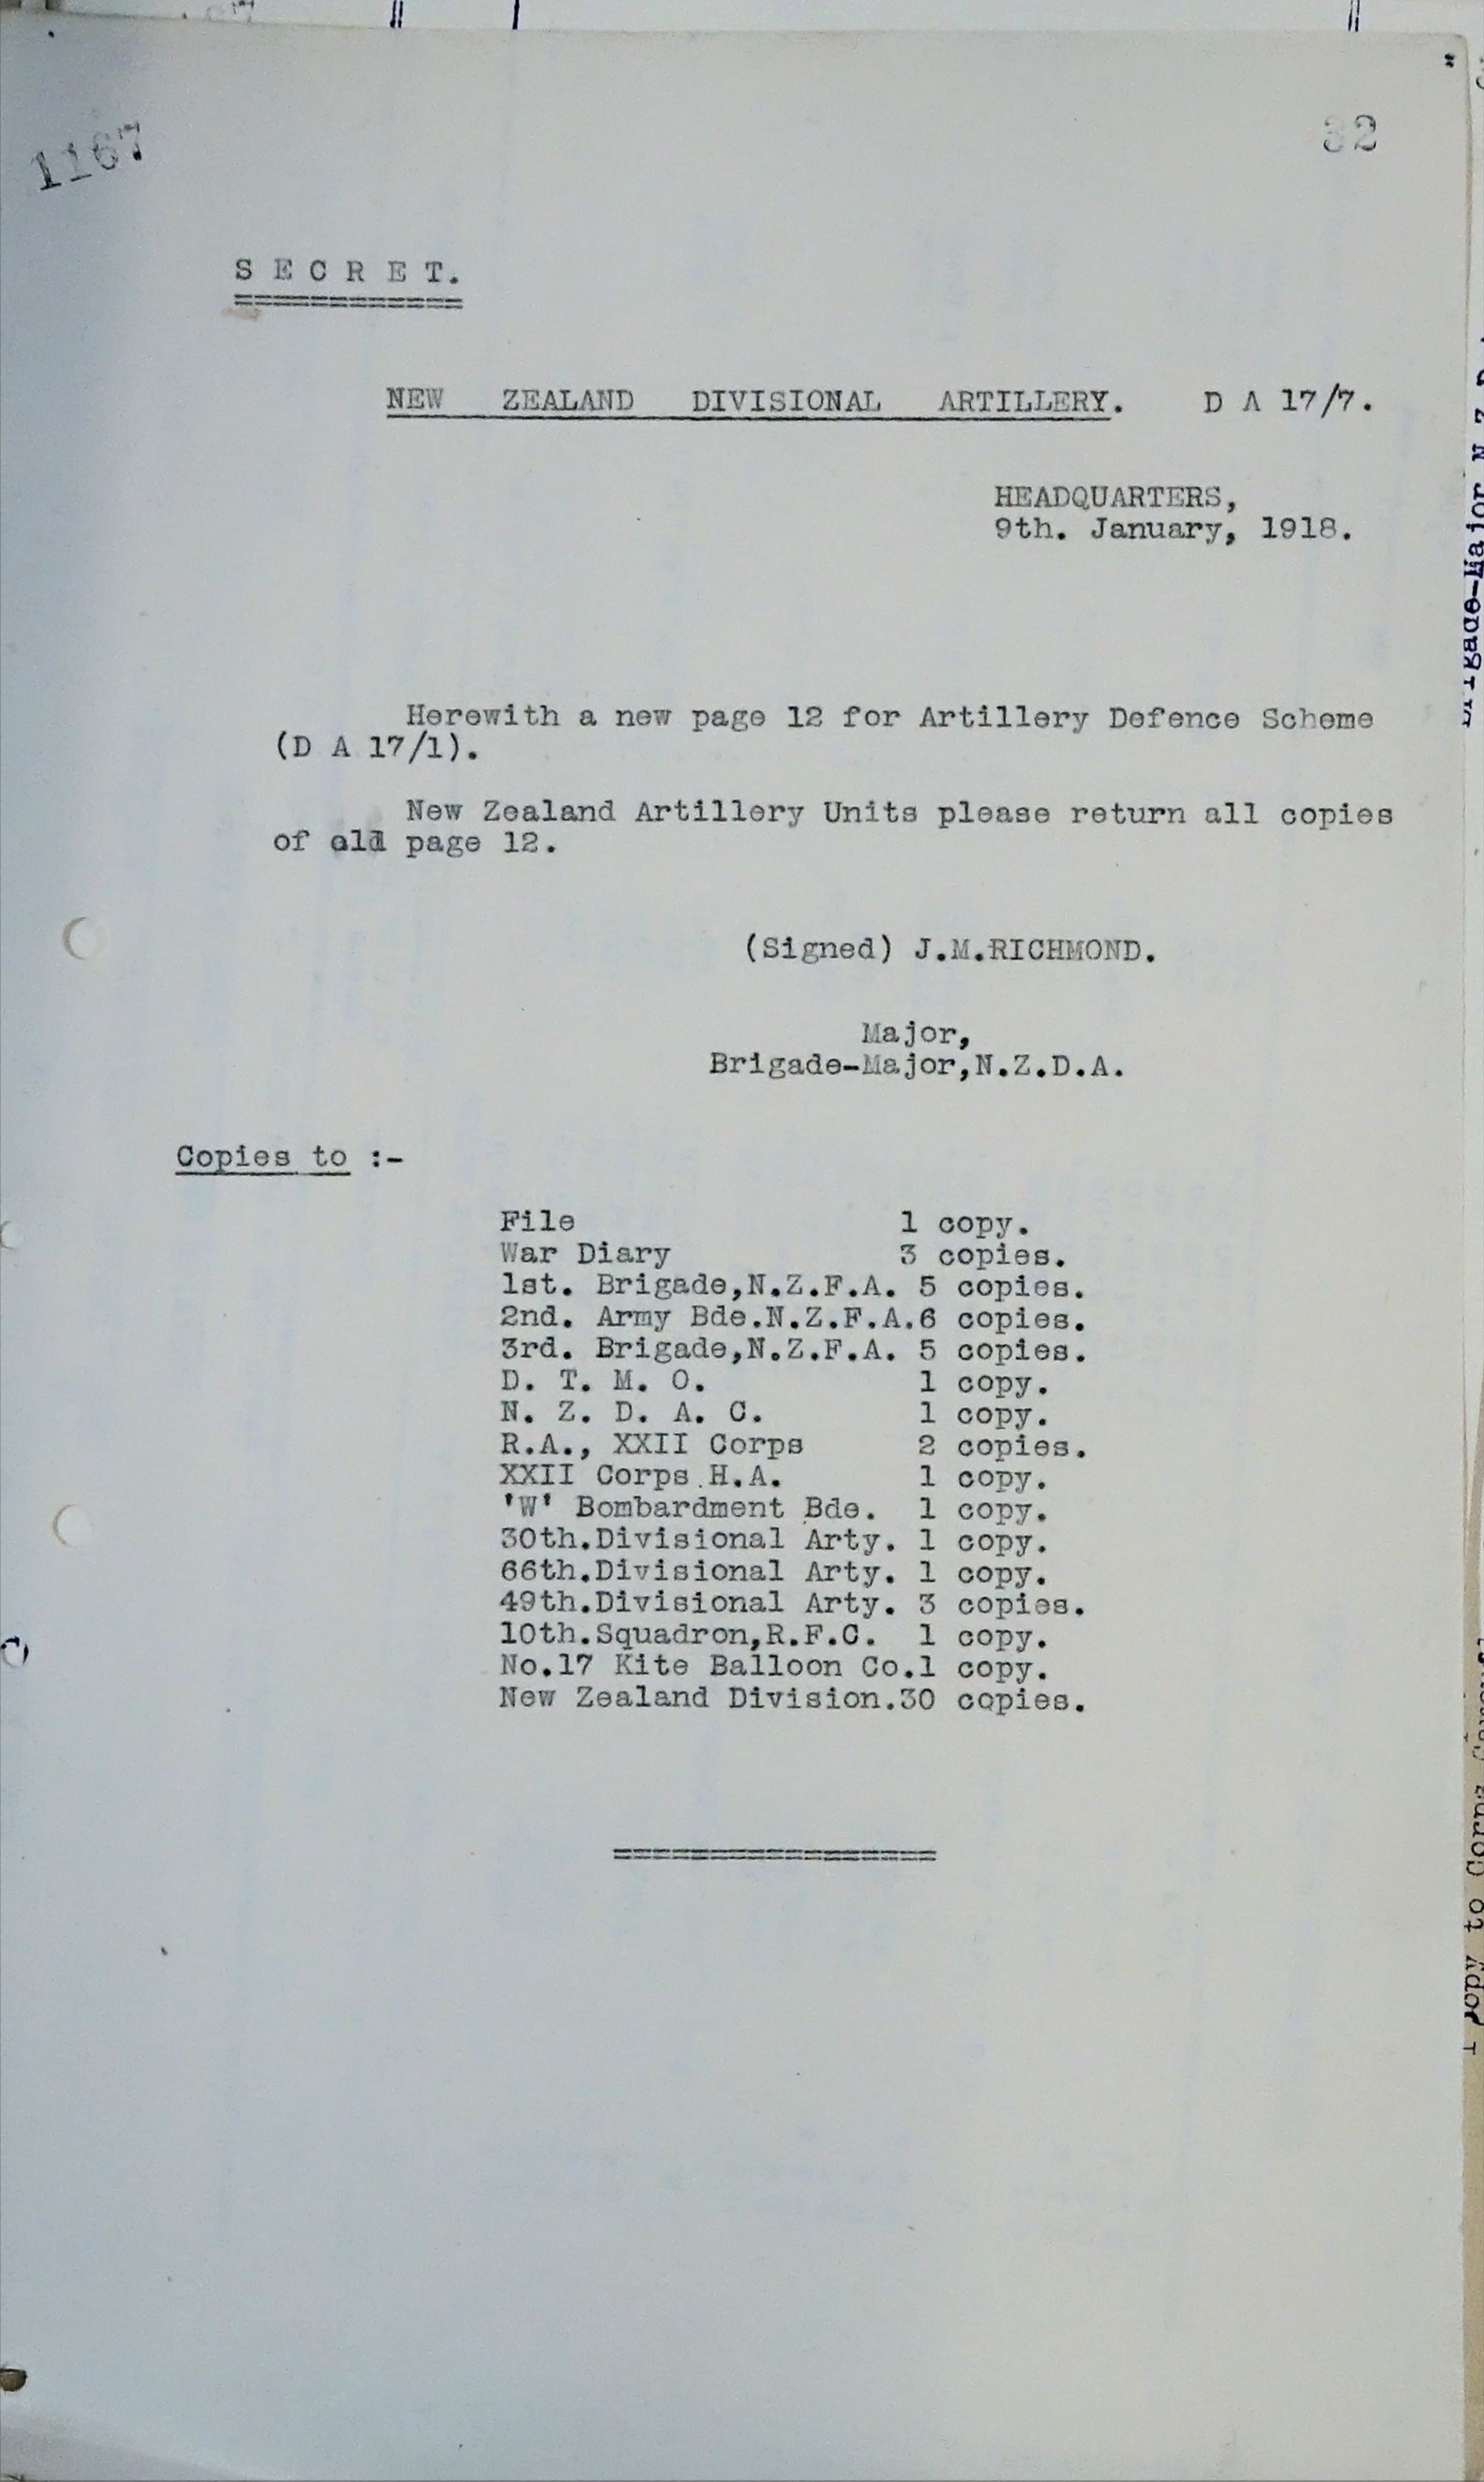 1167
32
S E C R E T.
NEW ZEALAND DIVISIONAL ARTILLERY. D A 17/7.
HEADQUARTERS,
9th. January, 1918.
Herewith a new page 12 for Artillery Defence Scheme
(D A 17/1).
New Zealand Artillery Units please return all copies
of old page 12.
(Signed) J.M.RICHMOND.
Major,
Brigade-Major,N.Z.D.A.
Copies to :-
File 1 copy.
War Diary 3 copies.
1st. Brigade,N.Z.F.A. 5 copies.
2nd. Army Bde.N.Z.F.A.6 copies.
3rd. Brigade,N.Z.F.A. 5 copies.
D. T. M. O. 1 copy.
N. Z. D. A. C. 1 copy.
R.A., XXII Corps 2 copies.
XXII Corps H.A. 1 copy.
'W' Bombardment Bde. 1 copy.
30th.Divisional Arty. 1 copy.
66th.Divisional Arty. 1 copy.
49th.Divisional Arty. 3 copies.
10th.Squadron,R.F.C. 1 copy.
No.17 Kite Balloon Co.1 copy.
New Zealand Division.30 copies.
Brigade-Major
copy to Corps